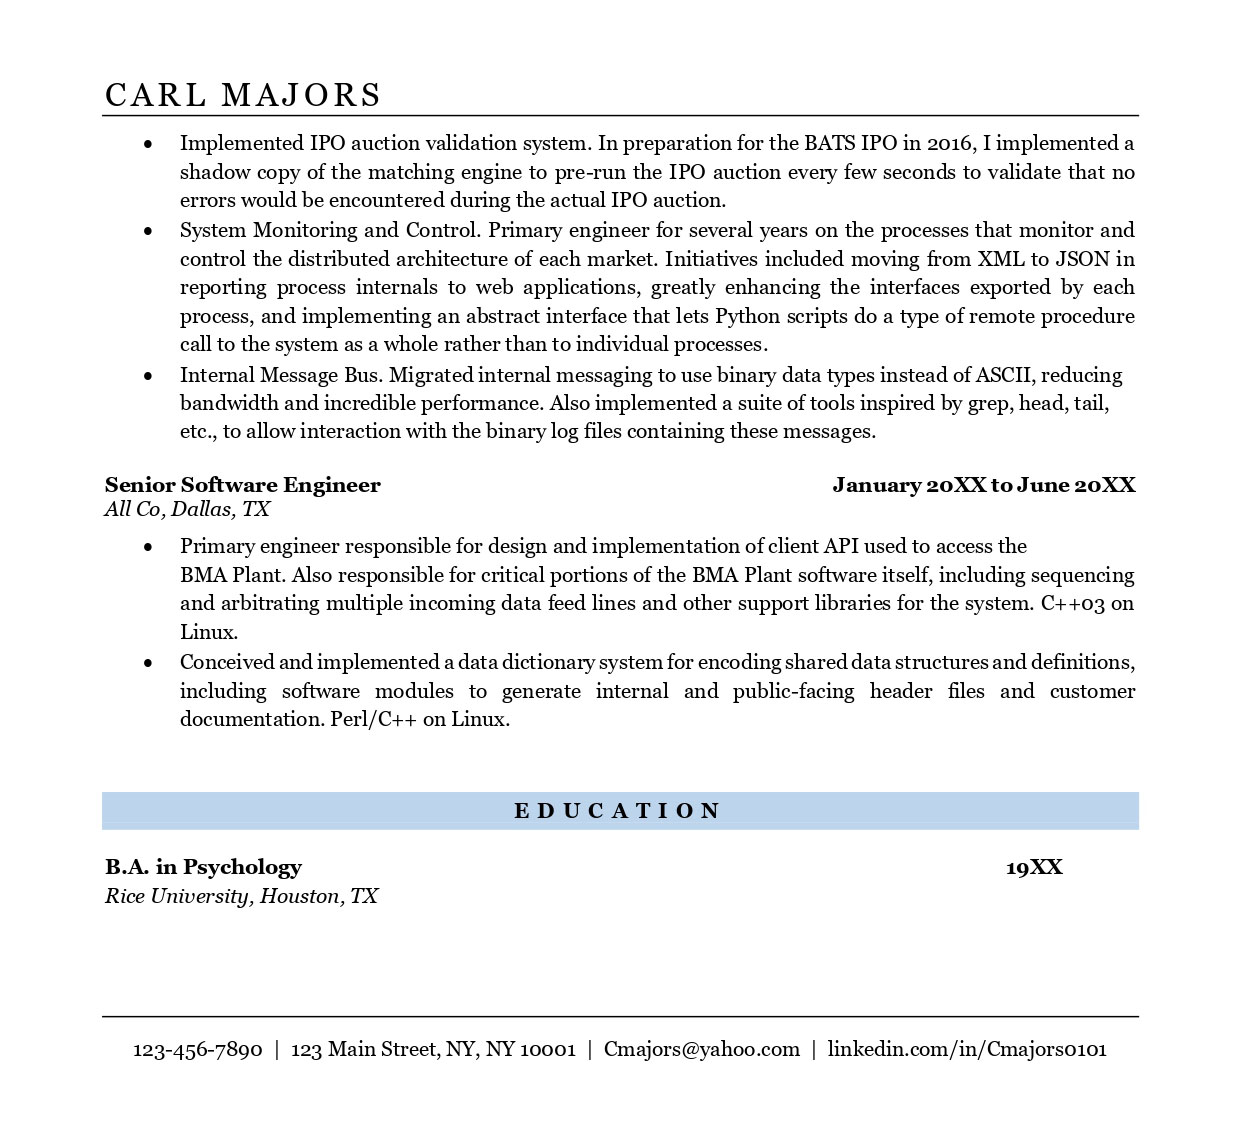 CARL MAJORS
• Implemented IPO auction validation system. In preparation for the BATS IPO in 2016, I implemented a
shadow copy of the matching engine to pre-run the IPO auction every few seconds to validate that no
errors would be encountered during the actual IPO auction.
• System Monitoring and Control. Primary engineer for several years on the processes that monitor and
control the distributed architecture of each market. Initiatives included moving from XML to JSON in
reporting process internals to web applications, greatly enhancing the interfaces exported by each
process, and implementing an abstract interface that lets Python scripts do a type of remote procedure
call to the system as a whole rather than to individual processes.
• Internal Message Bus. Migrated internal messaging to use binary data types instead of ASCII, reducing
bandwidth and incredible performance. Also implemented a suite of tools inspired by grep, head, tail,
etc., to allow interaction with the binary log files containing these messages.
Senior Software Engineer January 20XX to June 20XX
All Co, Dallas, TX
• Primary engineer responsible for design and implementation of client API used to access the
BMA Plant. Also responsible for critical portions of the BMA Plant software itself, including sequencing
and arbitrating multiple incoming data feed lines and other support libraries for the system. C++03 on
Linux.
• Conceived and implemented a data dictionary system for encoding shared data structures and definitions,
including software modules to generate internal and public-facing header files and customer
documentation. Perl/C++ on Linux.
EDUCATION
B.A. in Psychology 19XX
Rice University, Houston, TX
123-456-7890 | 123 Main Street, NY, NY 10001 | Cmajors@yahoo.com | linkedin.com/in/Cmajors0101